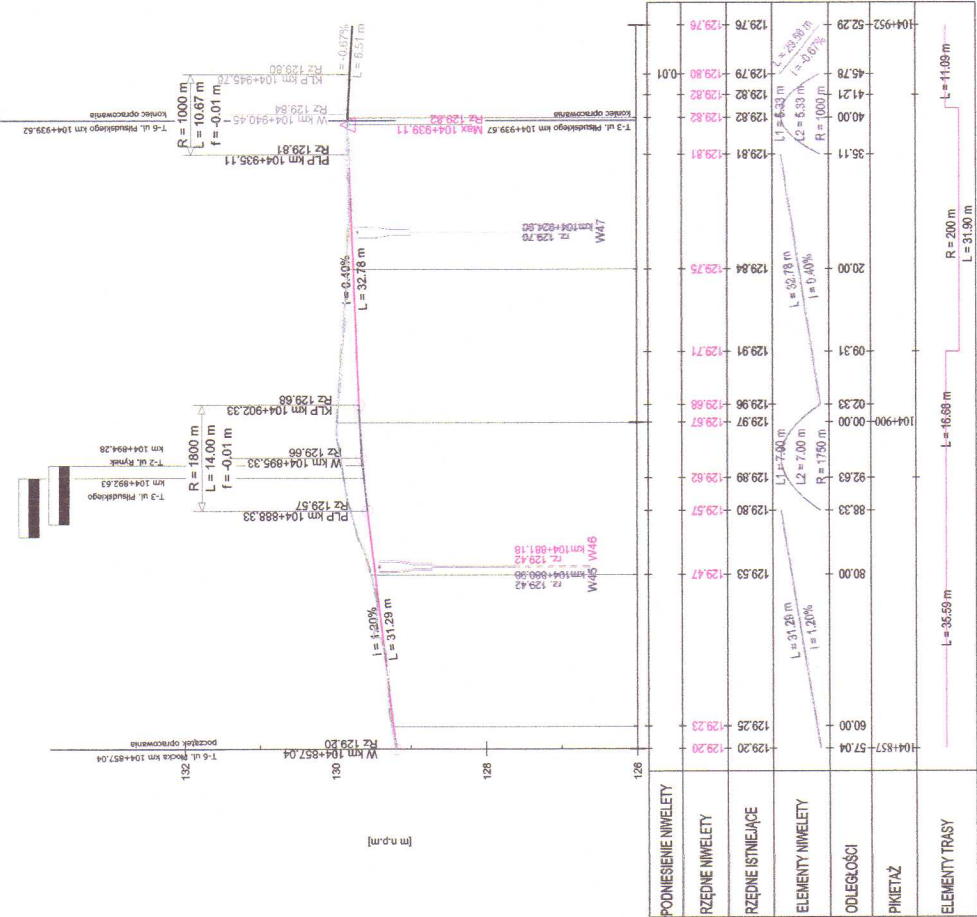 T-6 ul. Płocka km 104+857.04
początek opracowania
W km 104+857.04
Rz 129.20
i = 1.20%
L = 31.29 m
W45
rz. 129.42
km104+880.98
W46
rz. 129.42
km104+881.18
PLP km 104+888.33
Rz 129.57
T-3 ul. Piłsudskiego
km 104+892.63
T-2 ul. Rynek
km 104+894.28
W km 104+895.33
Rz 129.66
R = 1800 m
L = 14.00 m
f = -0.01 m
KLP km 104+902.33
Rz 129.68
i = 0.40%
L = 32.78 m
W47
rz. 129.76
km104+924.90
PLP km 104+935.11
Rz 129.81
Max 104+939.11
Rz 129.82
T-3 ul. Piłsudskiego km 104+939.67
koniec opracowania
T-6 ul. Piłsudskiego km 104+939.62
koniec opracowania
W km 104+940.45
Rz 129.84
R = 1000 m
L = 10.67 m
f = -0.01 m
KLP km 104+945.78
Rz 129.80
i = -0.67%
L = 6.51 m
[m n.p.m]
132
130
128
126
PODNIESIENIE NIWELETY
0.01
RZĘDNE NIWELETY
129.20 129.23 129.47 129.57 129.62 129.67 129.68 129.71 129.75 129.81 129.82 129.82 129.80 129.76
RZĘDNE ISTNIEJĄCE
129.20 129.25 129.53 129.80 129.89 129.97 129.96 129.91 129.84 129.81 129.82 129.82 129.79 129.76
ELEMENTY NIWELETY
L = 31.29 m
i = 1.20%
L1 = 7.00 m
L2 = 7.00 m
R = 1750 m
L = 32.78 m
i = 0.40%
L1 = 5.33 m
L2 = 5.33 m
R = 1000 m
i = -0.67%
ODLEGŁOŚCI
57.04 60.00 80.00 88.33 92.63 00.00 02.33 09.31 20.00 35.11 40.00 41.21 45.78 52.29
PIKIETAŻ
104+857 104+900 104+952
ELEMENTY TRASY
L = 35.59 m
L = 16.68 m
R = 200 m
L = 31.90 m
L = 11.09 m